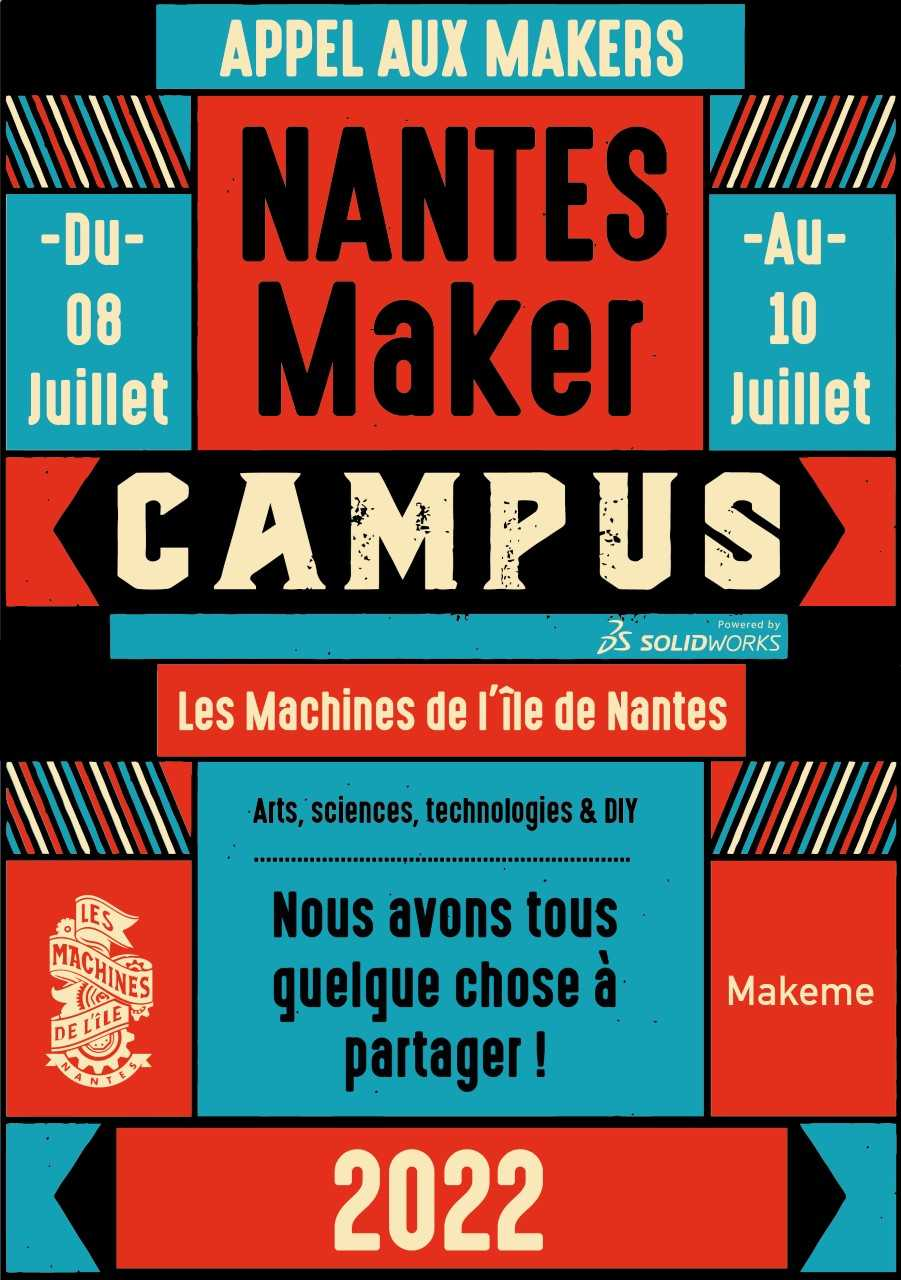 APPEL AUX MAKERS
NANTES
Maker
-Du-
08
Juillet
-Au-
10
Juillet
CAMPUS
Powered by
SOLIDWORKS
Les Machines de l'île de Nantes
Arts, sciences, technologies & DIY
Nous avons tous
quelque chose à
partager !
LES
MACHINES
DE L'ÎLE
NANTES
Makeme
2022